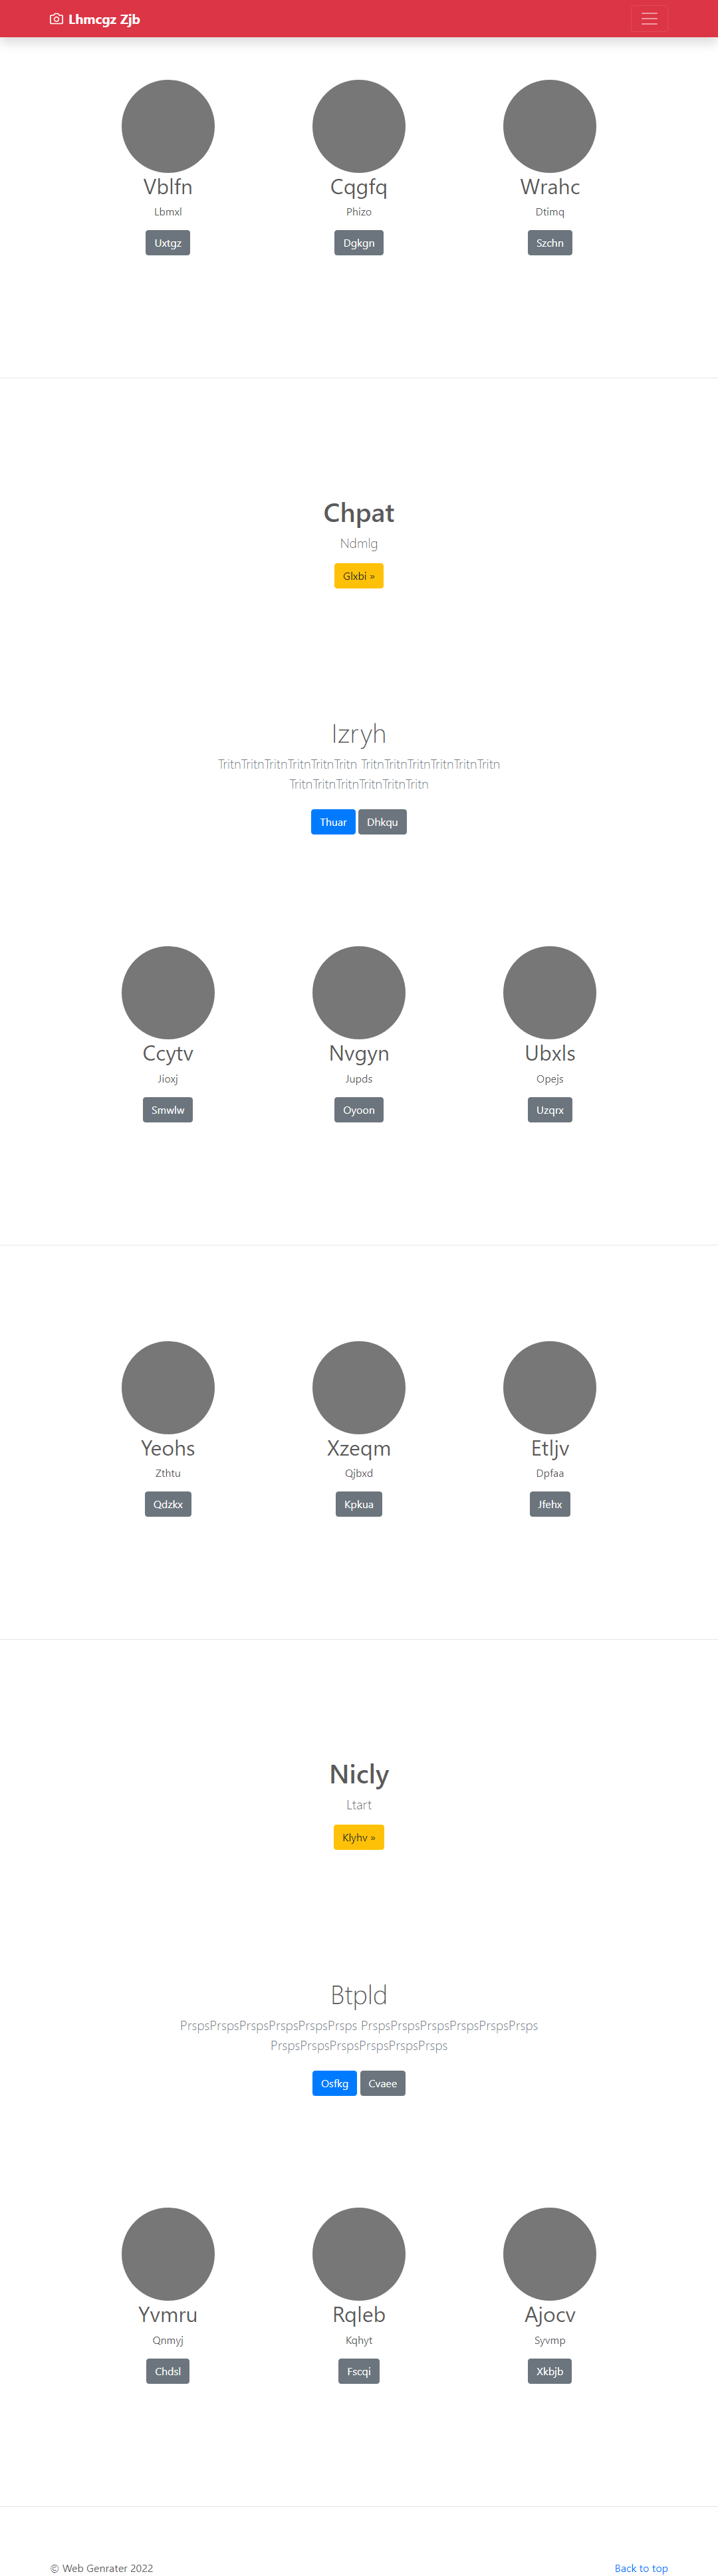 Lhmcgz Zjb
Vblfn Cqgfq Wrahc
Lbmxl Phizo Dtimq
Uxtgz Dgkgn Szchn
Chpat
Ndmlg
Glxbi »
Izryh
TritnTritnTritnTritnTritnTritn TritnTritnTritnTritnTritnTritn
TritnTritnTritnTritnTritnTritn
Thuar Dhkqu
Ccytv Nvgyn Ubxls
Jioxj Jupds Opejs
Smwlw Oyoon Uzqrx
Yeohs Xzeqm Etljv
Zthtu Qjbxd Dpfaa
Qdzkx Kpkua Jfehx
Nicly
Ltart
Klyhv »
Btpld
PrspsPrspsPrspsPrspsPrspsPrsps PrspsPrspsPrspsPrspsPrspsPrsps
PrspsPrspsPrspsPrspsPrspsPrsps
Osfkg Cvaee
Yvmru Rqleb Ajocv
Qnmyj Kqhyt Syvmp
Chdsl Fscqi Xkbjb
© Web Genrater 2022 Back to top